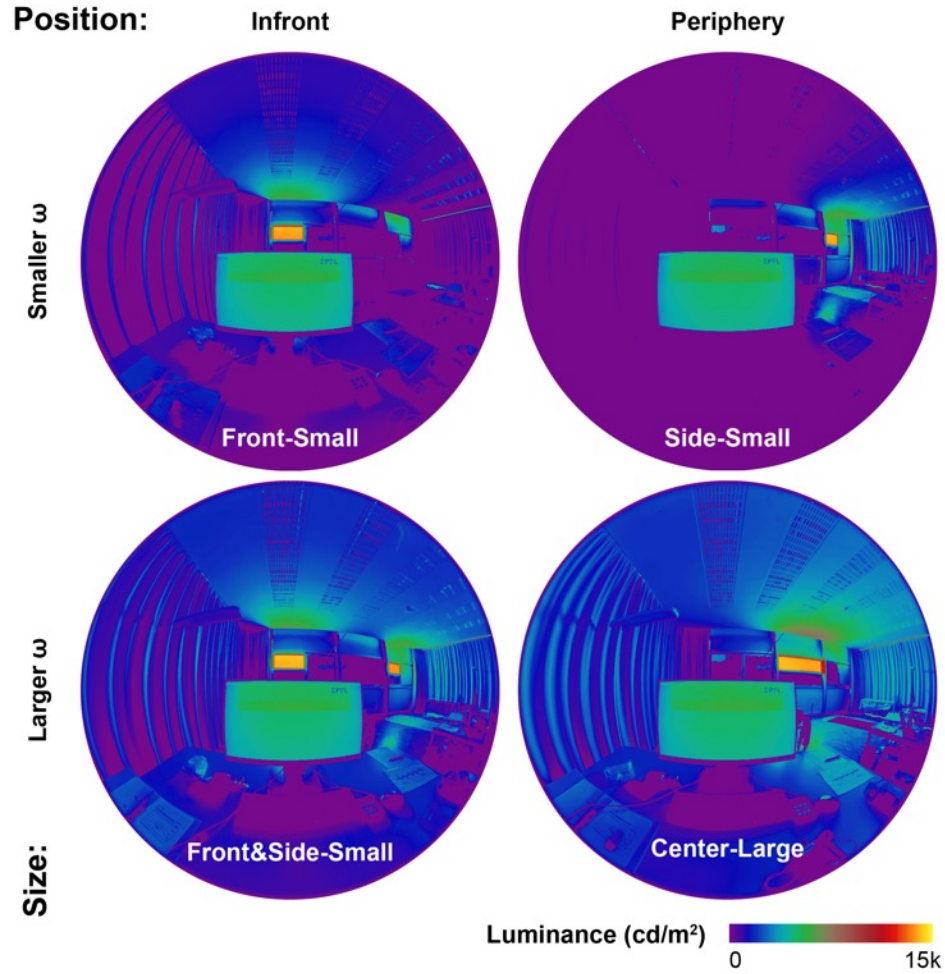 Position: Infront Periphery
Smaller ω
Front-Small Side-Small
Larger ω
Front&Side-Small Center-Large
Size:
Luminance (cd/m²)
0 15k